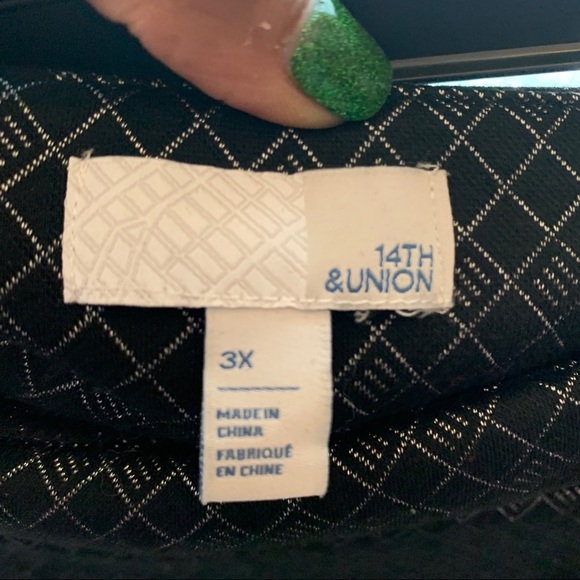 14TH
&UNION
3X
MADE IN
CHINA
FABRIQUÉ
EN CHINE